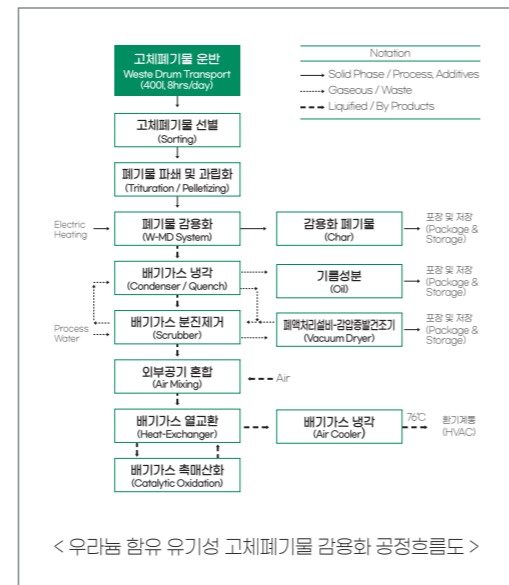 고체폐기물 운반
Weste Drum Transport
(400l, 8hrs/day)
Notation
Solid Phase / Process, Additives
Gaseous / Waste
Liquified / By Products
고체폐기물 선별
(Sorting)
폐기물 파쇄 및 과립화
(Trituration / Pelletizing)
Electric
Heating
폐기물 감용화
(W-MD System)
감용화 폐기물
(Char)
포장 및 저장
(Package &
Storage)
배기가스 냉각
(Condenser / Quench)
기름성분
(Oil)
포장 및 저장
(Package &
Storage)
Process
Water
배기가스 분진제거
(Scrubber)
폐액처리설비-감압증발건조기
(Vacuum Dryer)
포장 및 저장
(Package &
Storage)
외부공기 혼합
(Air Mixing)
Air
배기가스 열교환
(Heat-Exchanger)
배기가스 냉각
(Air Cooler)
76℃
환기계통
(HVAC)
배기가스 촉매산화
(Catalytic Oxidation)
< 우라늄 함유 유기성 고체폐기물 감용화 공정흐름도 >